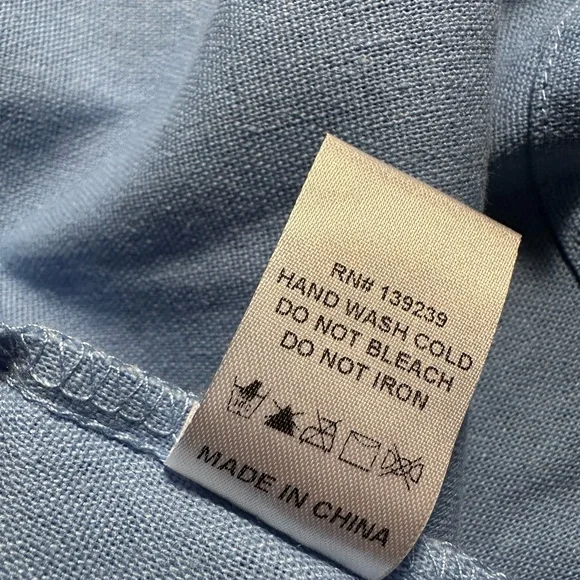 RN# 139239
HAND WASH COLD
DO NOT BLEACH
DO NOT IRON
MADE IN CHINA